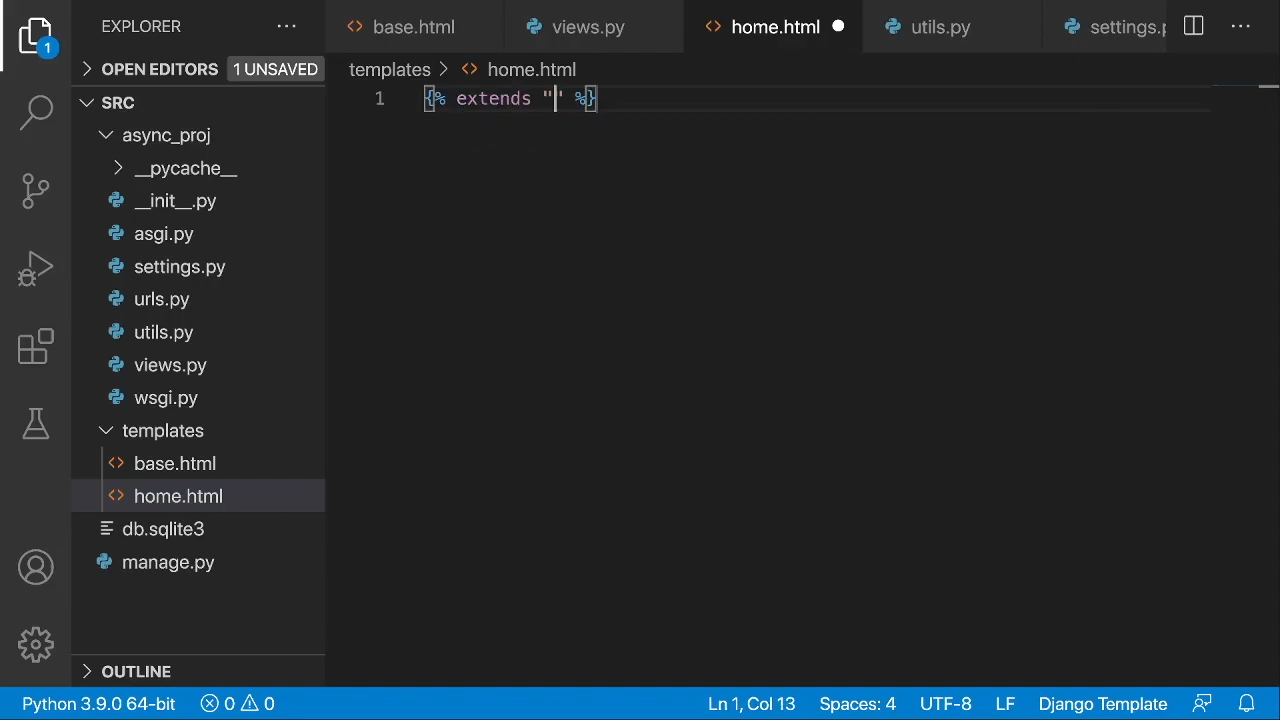 EXPLORER
base.html
views.py
home.html
utils.py
settings.p
1
OPEN EDITORS
1 UNSAVED
templates > home.html
SRC
1
{% extends "" %}
async_proj
__pycache__
__init__.py
asgi.py
settings.py
urls.py
utils.py
views.py
wsgi.py
templates
base.html
home.html
db.sqlite3
manage.py
OUTLINE
Python 3.9.0 64-bit
0
0
Ln 1, Col 13
Spaces: 4
UTF-8
LF
Django Template